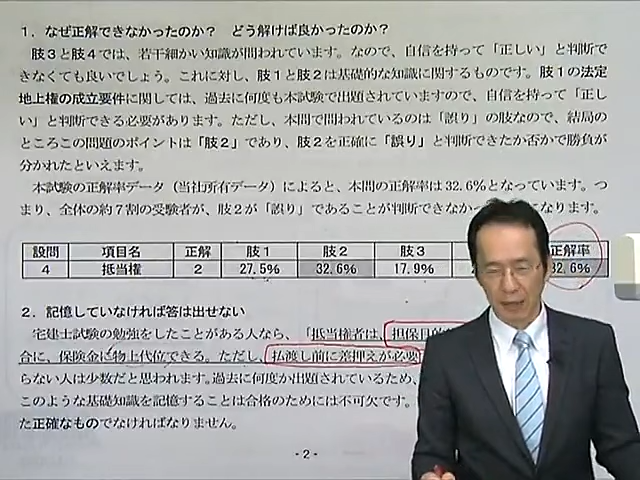 1．なぜ正解できなかったのか？　どう解けば良かったのか？
肢３と肢４では、若干細かい知識が問われています。なので、自信を持って「正しい」と判断で
きなくても良いでしょう。これに対し、肢１と肢２は基礎的な知識に関するものです。肢１の法定
地上権の成立要件に関しては、過去に何度も本試験で出題されていますので、自信を持って「正し
い」と判断できる必要があります。ただし、本問で問われているのは「誤り」の肢なので、結局の
ところこの問題のポイントは「肢２」であり、肢２を正確に「誤り」と判断できたか否かで勝負が
分かれたといえます。
本試験の正解率データ（当社所有データ）によると、本問の正解率は 32.6%となっています。つ
まり、全体の約７割の受験者が、肢２が「誤り」であることが判断できなかっ
になります。
設問 項目名 正解 肢１ 肢２ 肢３ 正解率
４ 抵当権 ２ 27.5% 32.6% 17.9% 32.6%
2．記憶していなければ答は出せない
宅建士試験の勉強をしたことがある人なら、「抵当権者は、担保目的
合に、保険金に物上代位できる。ただし、払渡し前に差押えが必要
らない人は少数だと思われます。過去に何度か出題されているため、
このような基礎知識を記憶することは合格のためには不可欠です。
た正確なものでなければなりません。
- 2 -